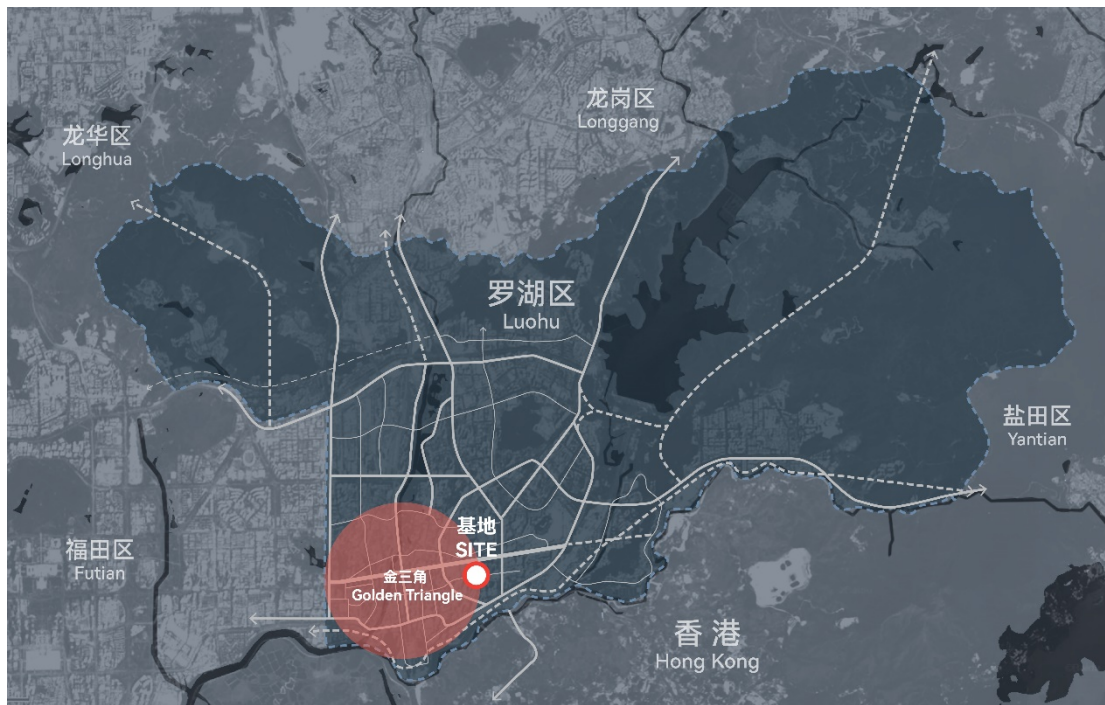 龙岗区
Longgang
龙华区
Longhua
罗湖区
Luohu
盐田区
Yantian
基地
SITE
福田区
Futian
金三角
Golden Triangle
香港
Hong Kong